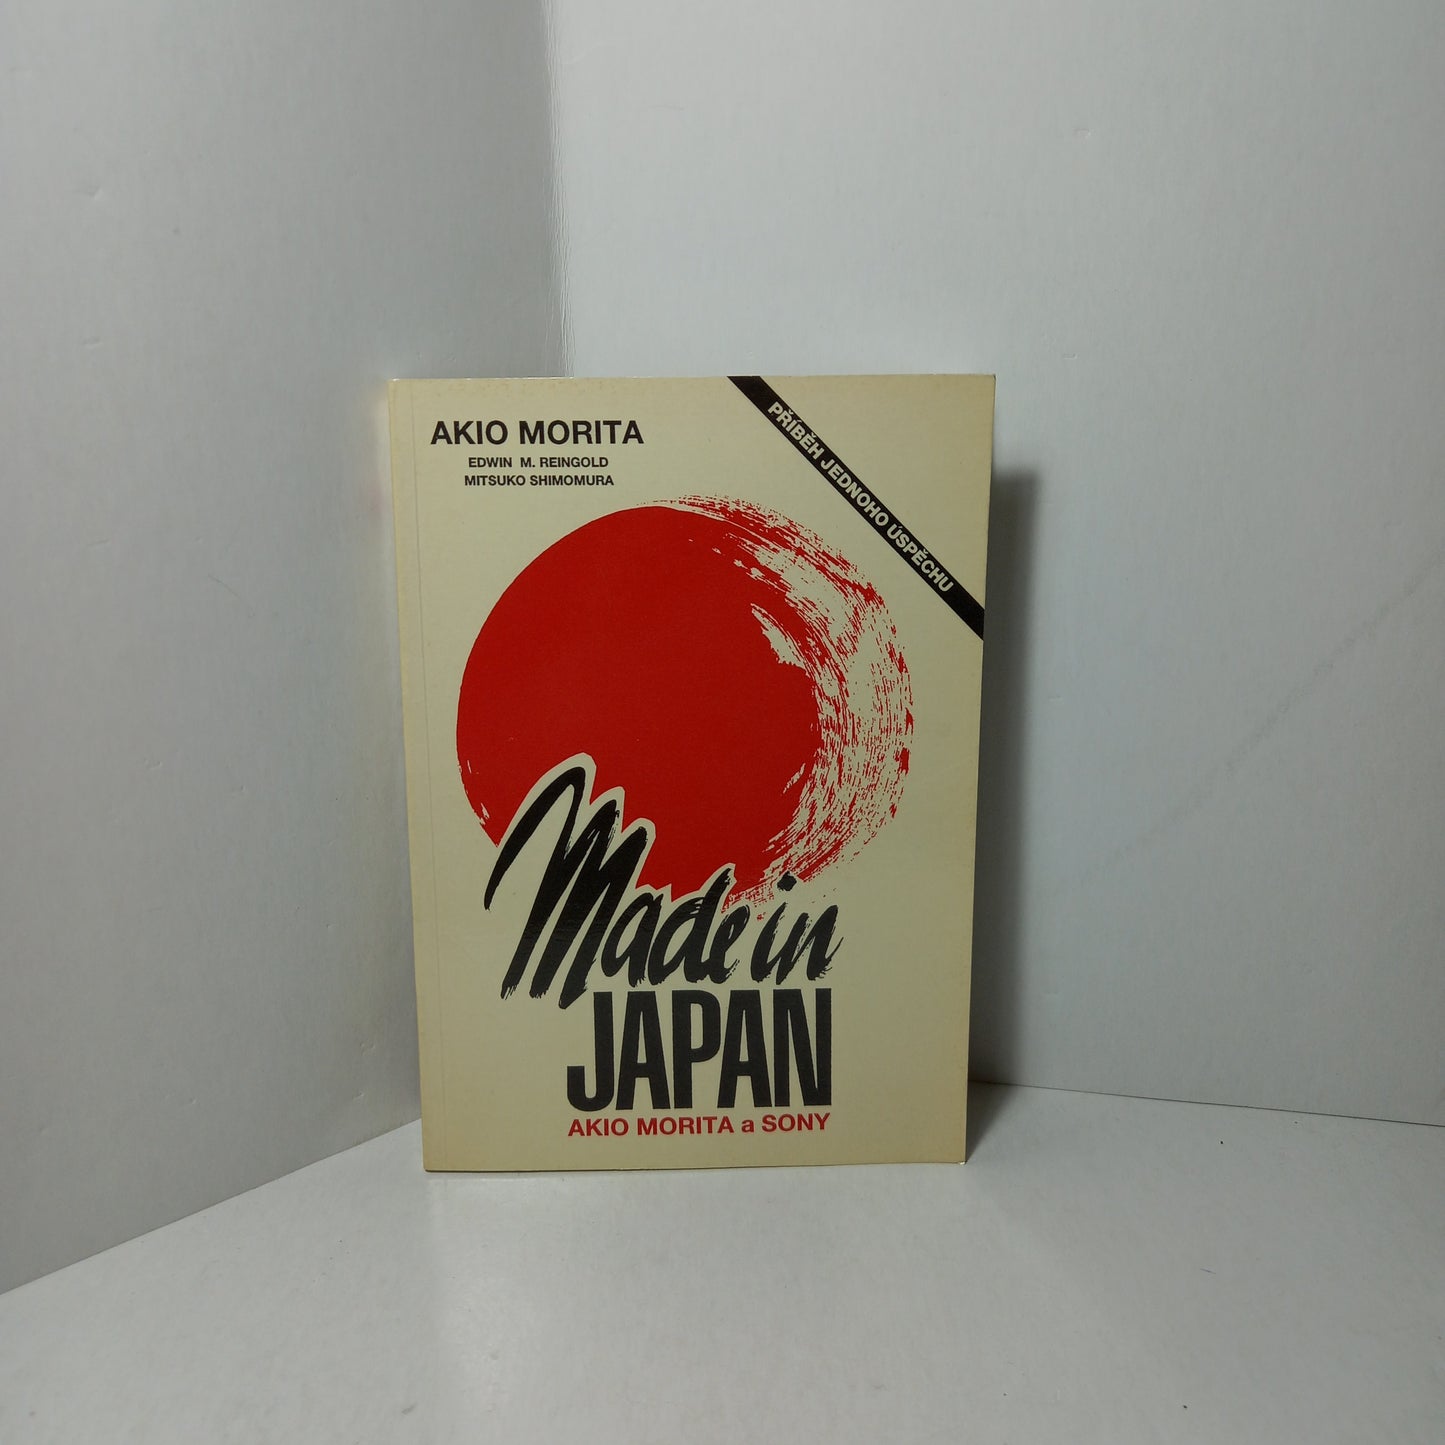 AKIO MORITA
EDWIN M. REINGOLD
MITSUKO SHIMOMURA
PŘÍBĚH JEDNOHO ÚSPĚCHU
Made in
JAPAN
AKIO MORITA a SONY